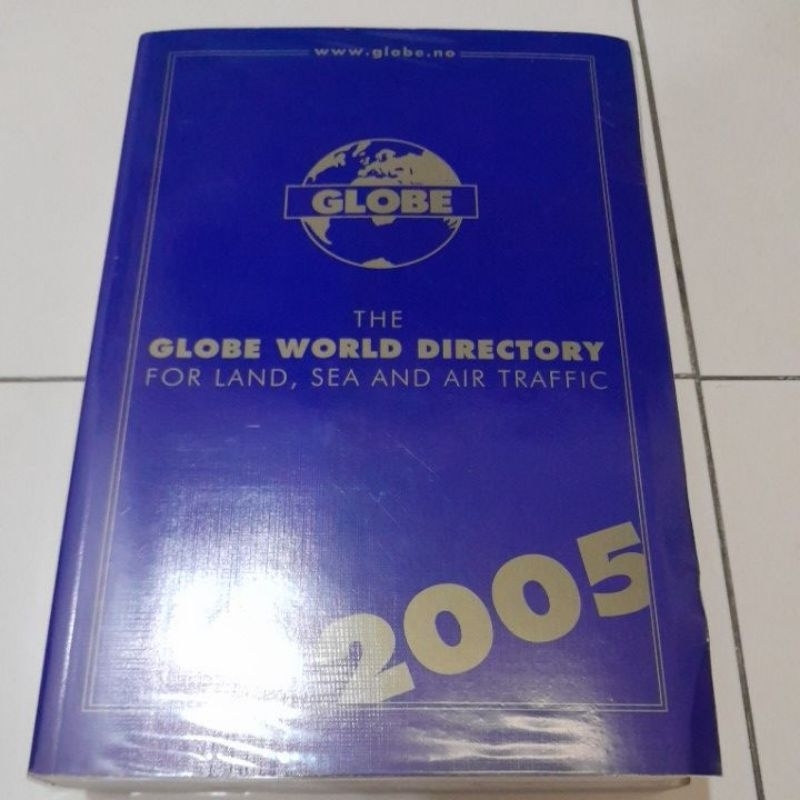 www.globe.no
GLOBE
THE
GLOBE WORLD DIRECTORY
FOR LAND, SEA AND AIR TRAFFIC
2005